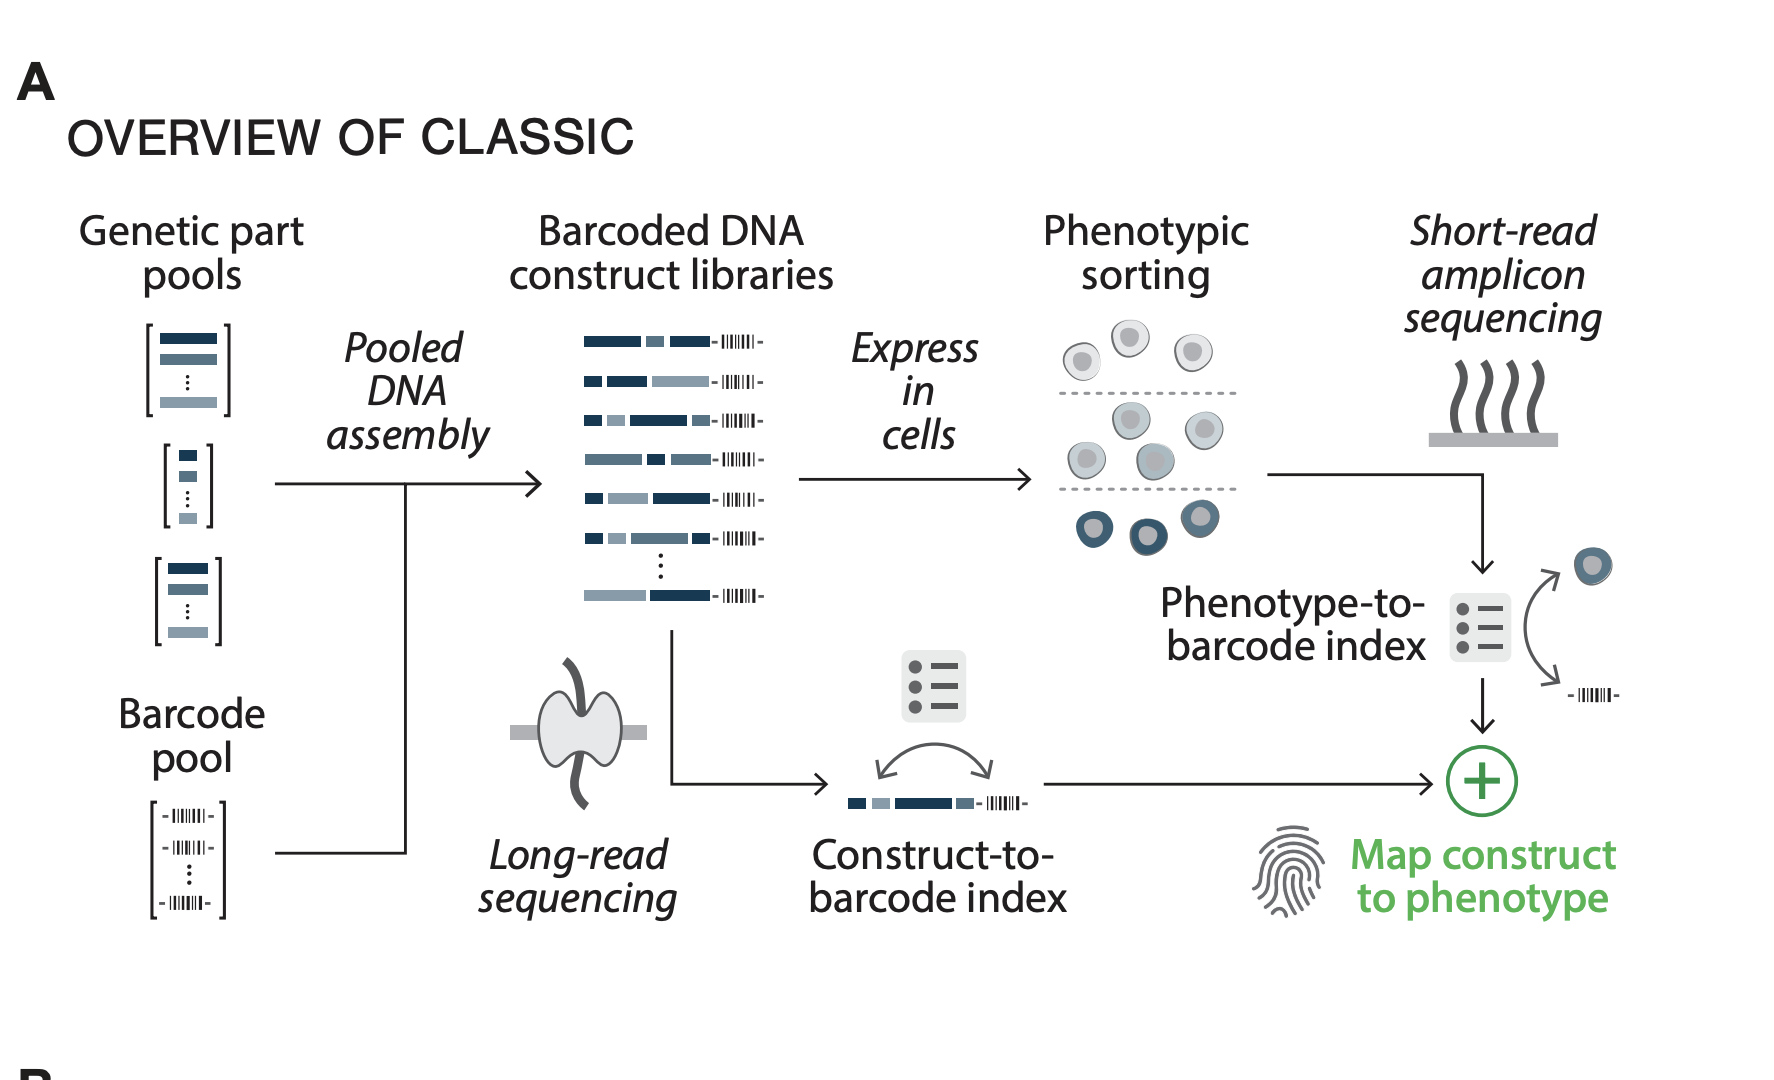 A
OVERVIEW OF CLASSIC
Genetic part
pools
Pooled
DNA
assembly
Barcoded DNA
construct libraries
Express
in
cells
Phenotypic
sorting
Short-read
amplicon
sequencing
Barcode
pool
Long-read
sequencing
Construct-to-
barcode index
Phenotype-to-
barcode index
Map construct
to phenotype